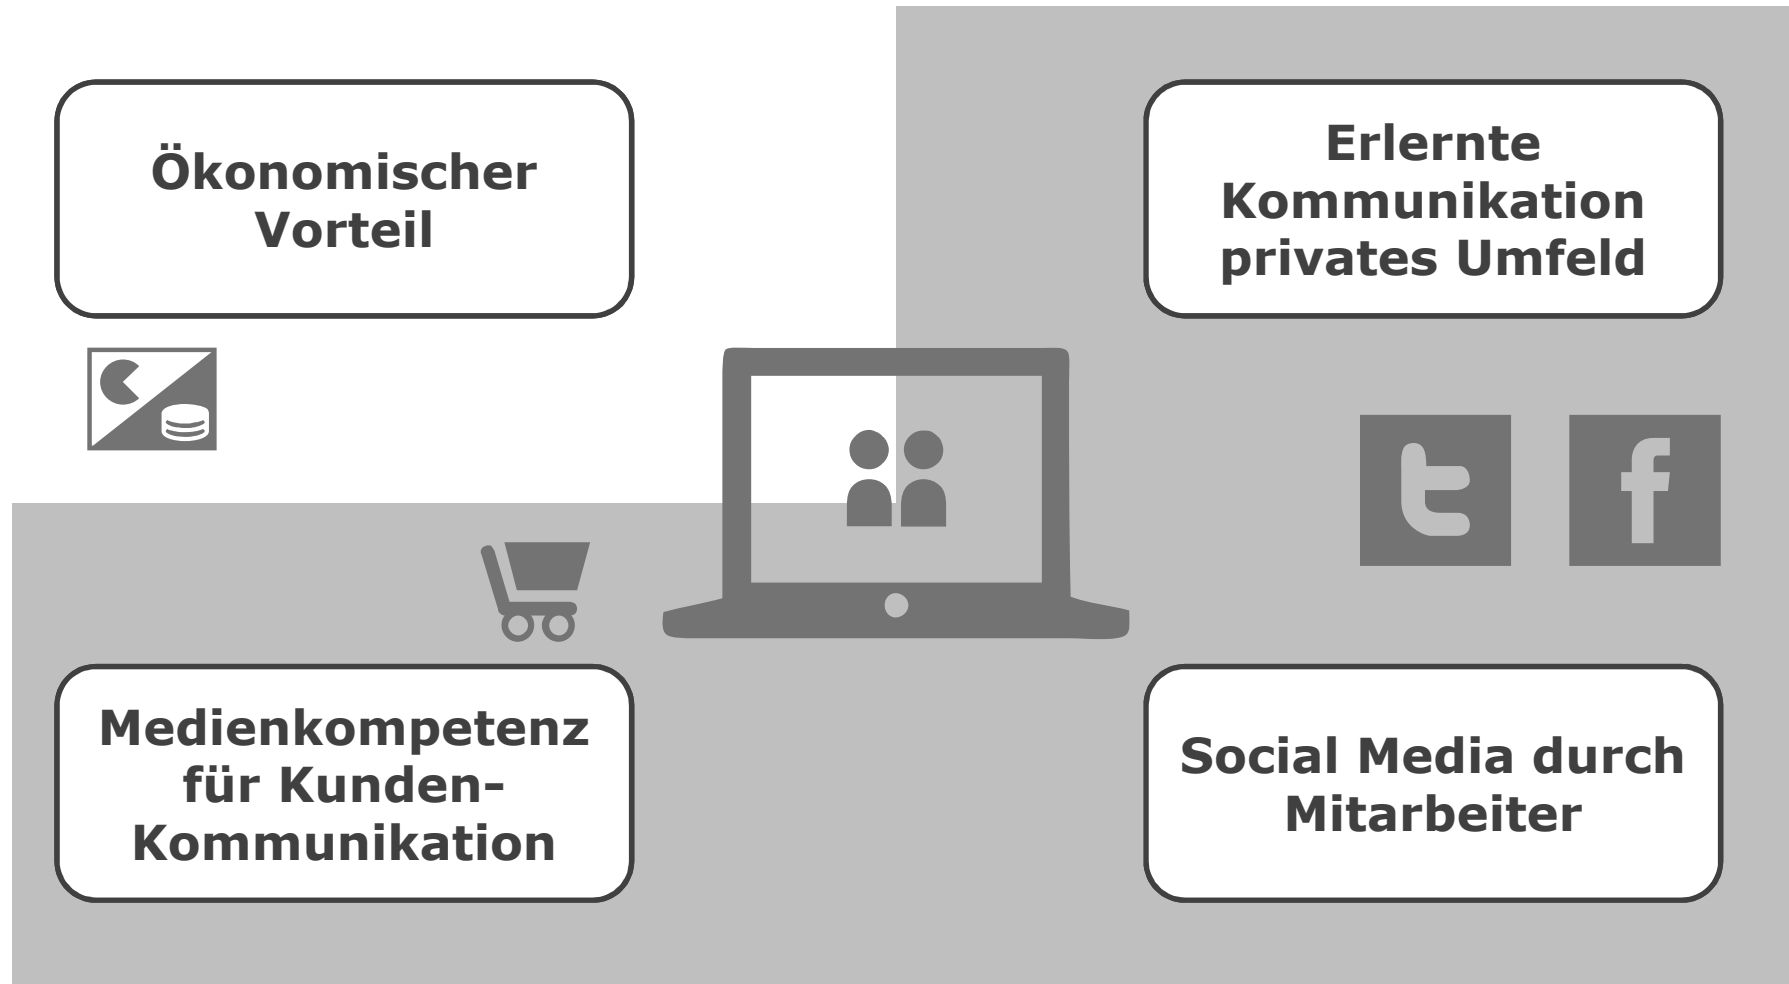 Ökonomischer
Vorteil
Erlernte
Kommunikation
privates Umfeld
Medienkompetenz
für Kunden-
Kommunikation
Social Media durch
Mitarbeiter